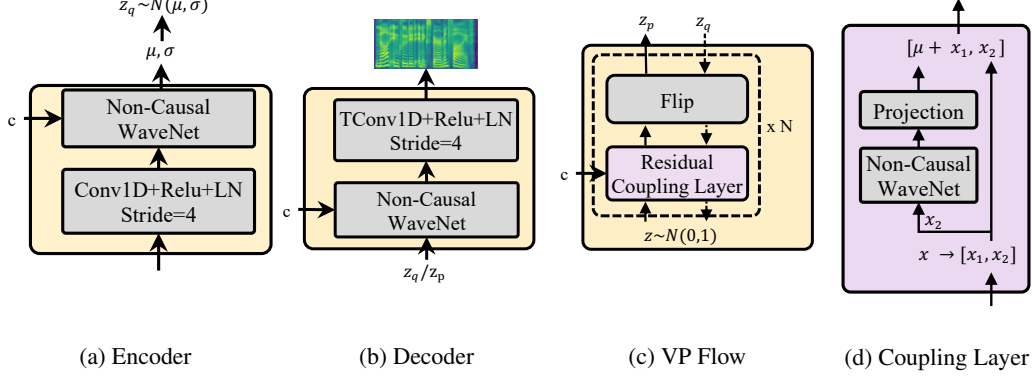 z_q~N(μ, σ)
μ, σ
Non-Causal
WaveNet
c
Conv1D+Relu+LN
Stride=4
(a) Encoder
TConv1D+Relu+LN
Stride=4
Non-Causal
WaveNet
c
z_q/z_p
(b) Decoder
z_p
z_q
Flip
x N
Residual
Coupling Layer
c
z~N(0,1)
(c) VP Flow
[μ + x_1, x_2]
Projection
Non-Causal
WaveNet
x_2
x → [x_1, x_2]
(d) Coupling Layer